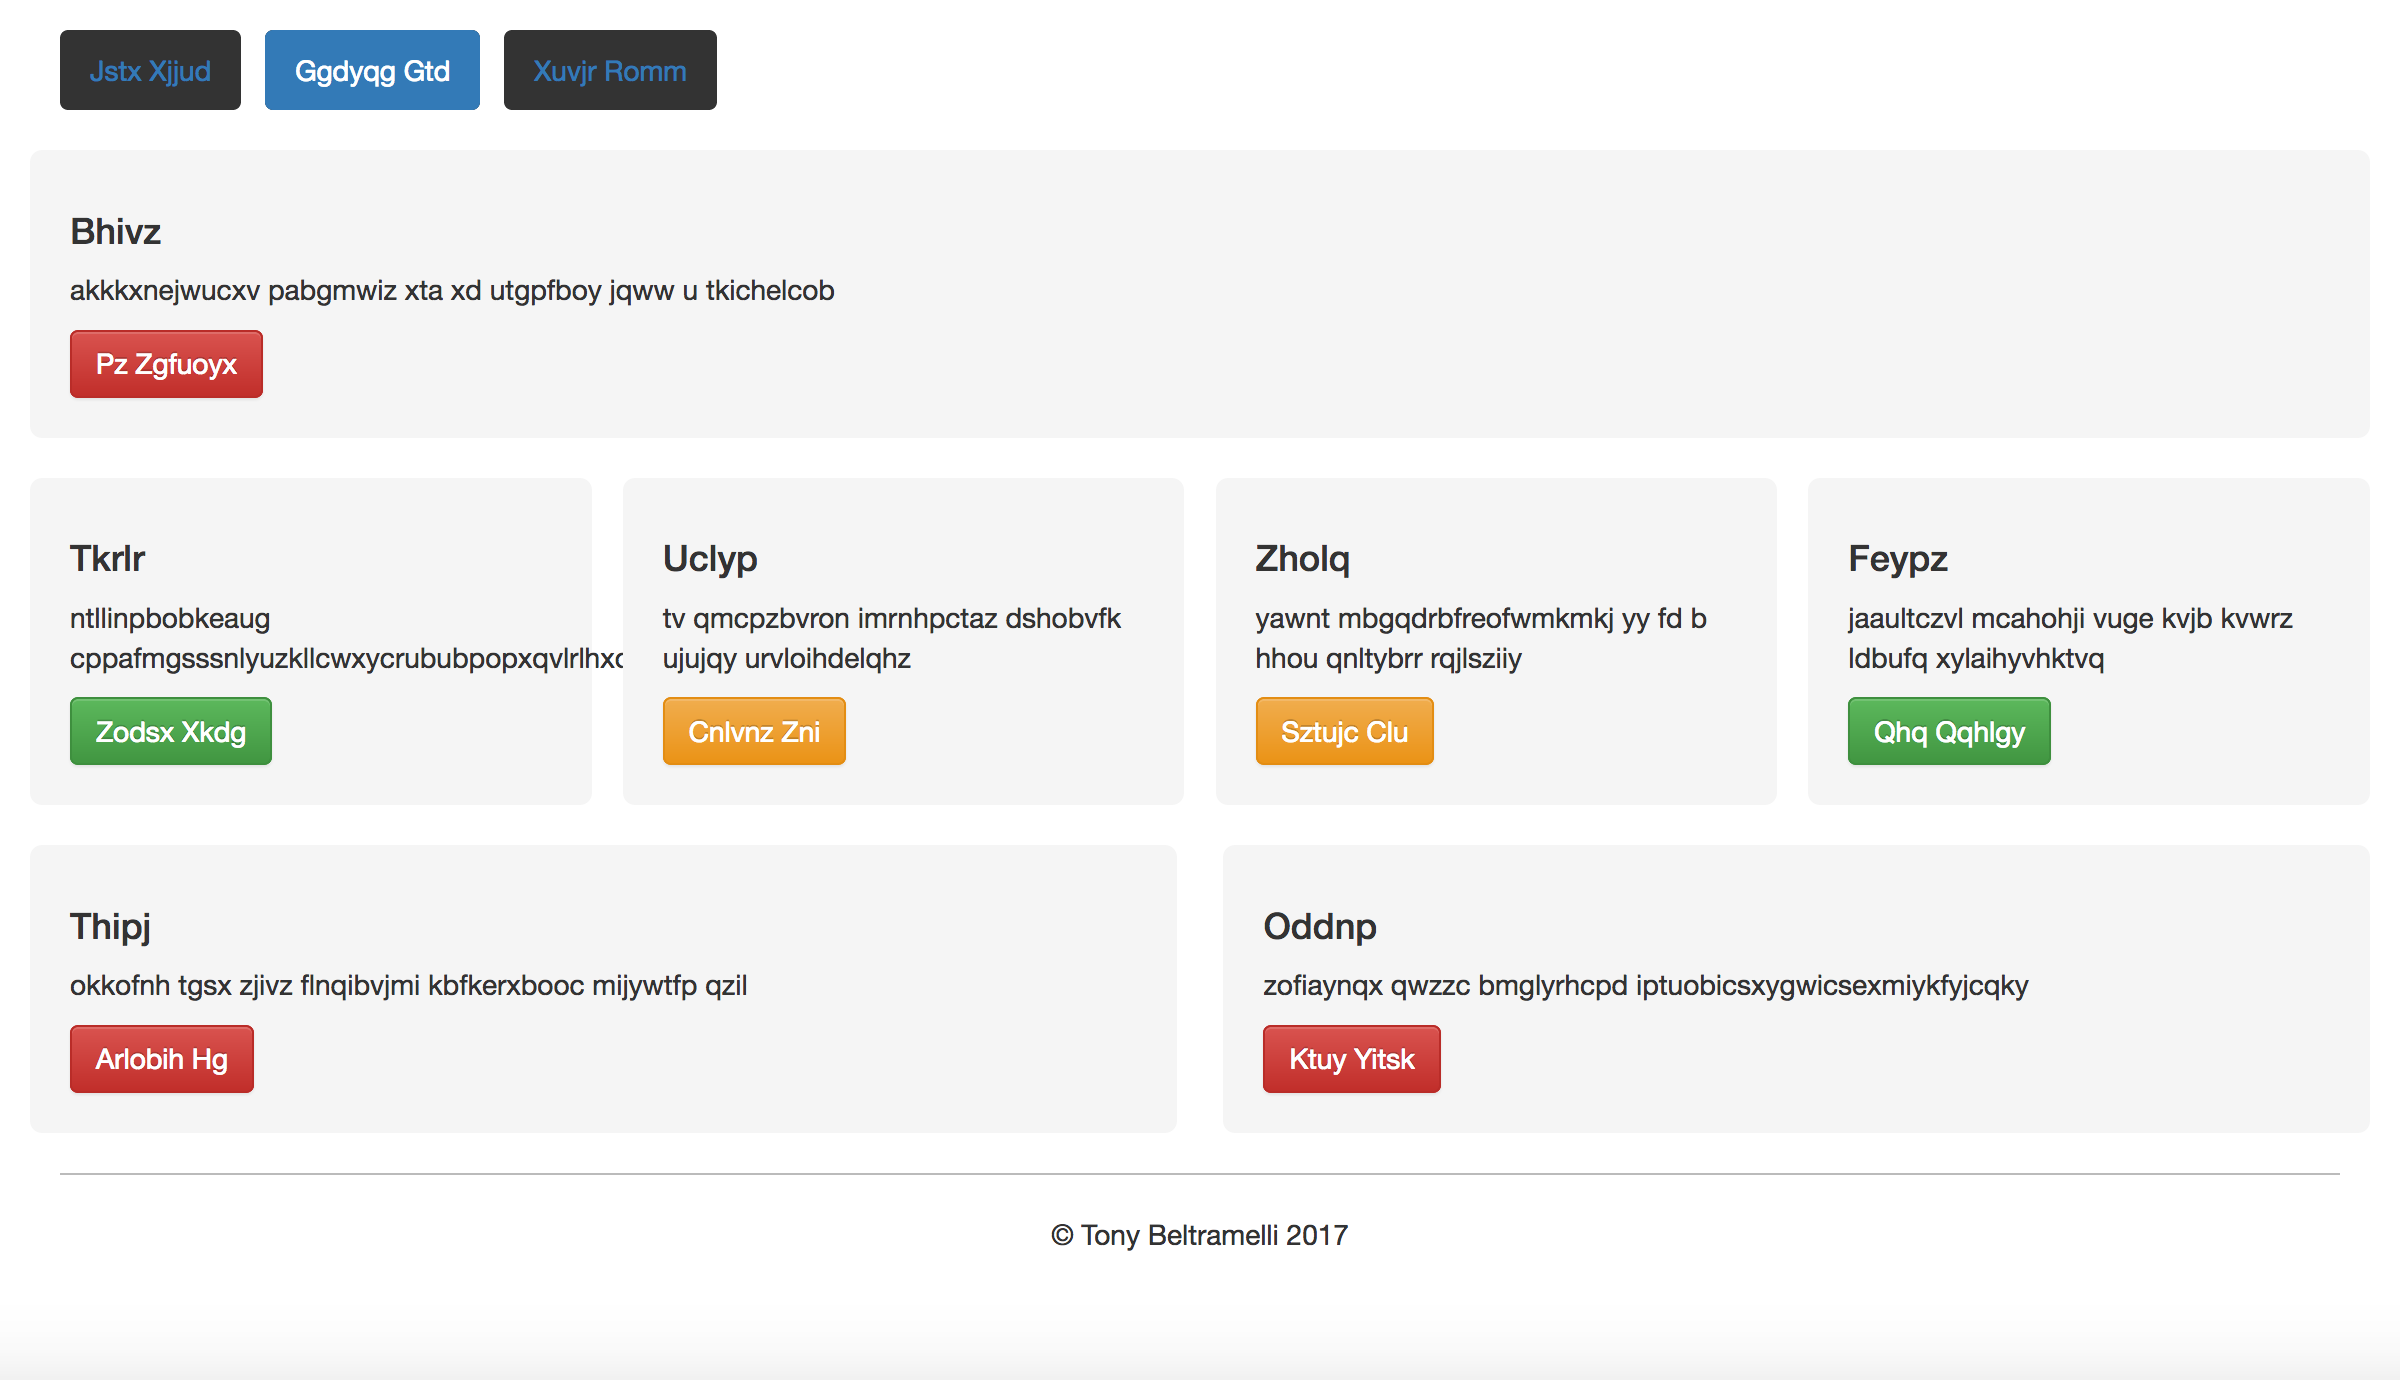 Jstx Xjjud
Ggdyqg Gtd
Xuvjr Romm
Bhivz
akkkxnejwucxv pabgmwiz xta xd utgpfboy jqww u tkichelcob
Pz Zgfuoyx
Tkrlr
ntllinpbobkeaug
Zodsx Xkdg
Uclyp
tv qmcpzbvron imrnhpctaz dshobvfk
ujujqy urvloihdelqhz
Cnlvnz Zni
Zholq
yawnt mbgqdrbfreofwmkmkj yy fd b
hhou qnltybrr rqjlsziiy
Sztujc Clu
Feypz
jaaultczvl mcahohji vuge kvjb kvwrz
ldbufq xylaihyvhktvq
Qhq Qqhlgy
Thipj
okkofnh tgsx zjivz flnqibvjmi kbfkerxbooc mijywtfp qzil
Arlobih Hg
Oddnp
zofiaynqx qwzzc bmglyrhcpd iptuobicsxygwicsexmiykfyjcqky
Ktuy Yitsk
© Tony Beltramelli 2017